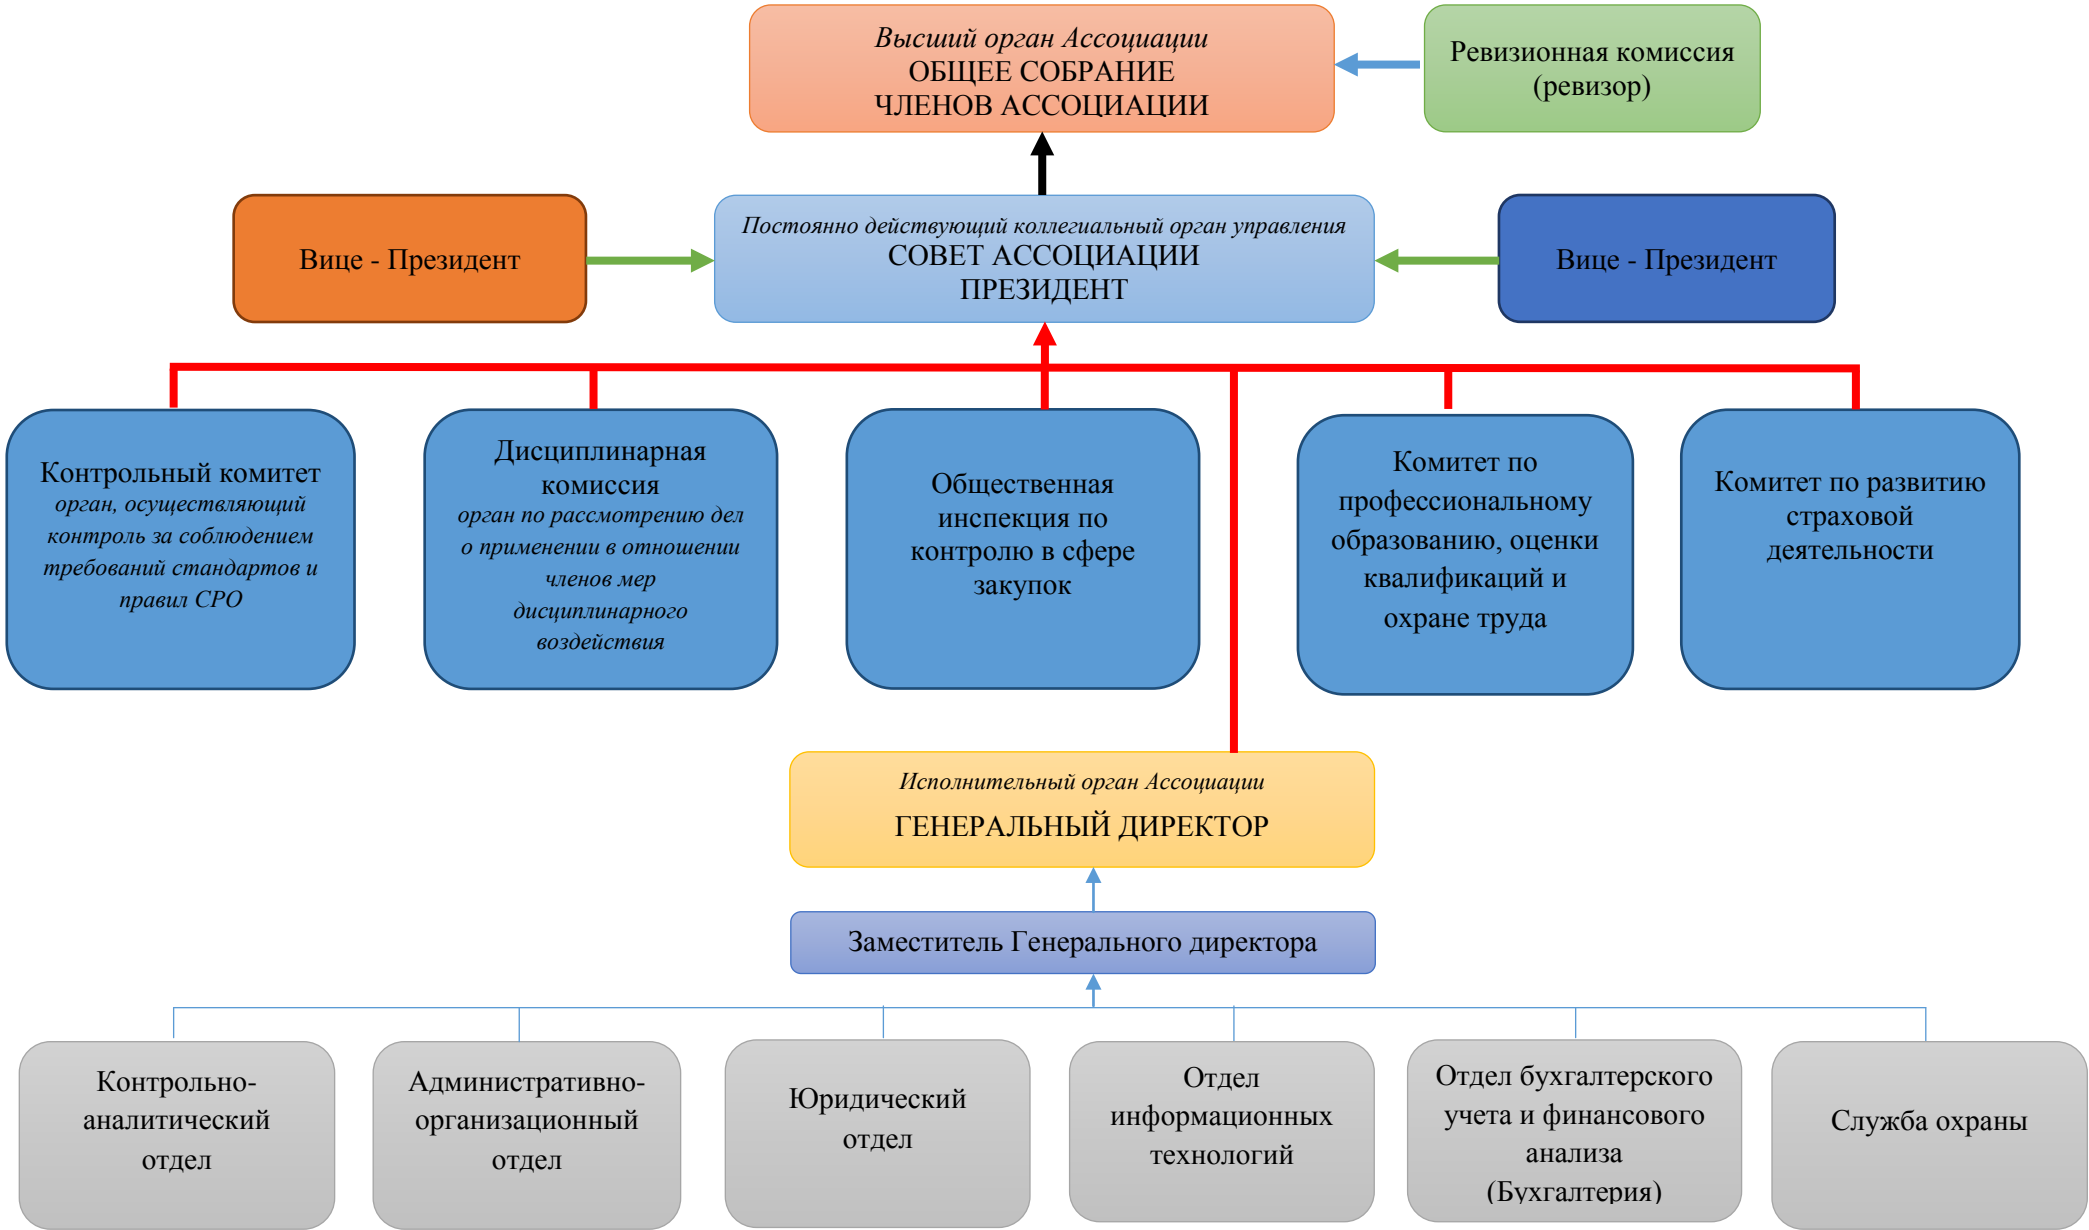 Высший орган Ассоциации
ОБЩЕЕ СОБРАНИЕ
ЧЛЕНОВ АССОЦИАЦИИ
Ревизионная комиссия
(ревизор)
Вице - Президент
Постоянно действующий коллегиальный орган управления
СОВЕТ АССОЦИАЦИИ
ПРЕЗИДЕНТ
Вице - Президент
Контрольный комитет
орган, осуществляющий
контроль за соблюдением
требований стандартов и
правил СРО
Дисциплинарная
комиссия
орган по рассмотрению дел
о применении в отношении
членов мер
дисциплинарного
воздействия
Общественная
инспекция по
контролю в сфере
закупок
Комитет по
профессиональному
образованию, оценки
квалификаций и
охране труда
Комитет по развитию
страховой
деятельности
Исполнительный орган Ассоциации
ГЕНЕРАЛЬНЫЙ ДИРЕКТОР
Заместитель Генерального директора
Контрольно-
аналитический
отдел
Административно-
организационный
отдел
Юридический
отдел
Отдел
информационных
технологий
Отдел бухгалтерского
учета и финансового
анализа
(Бухгалтерия)
Служба охраны